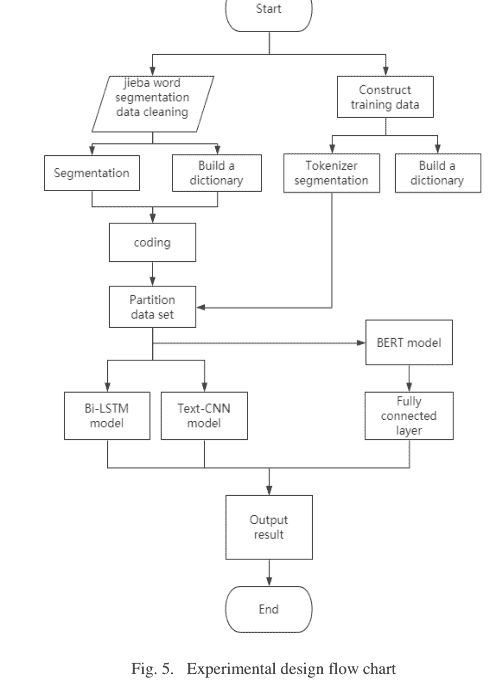 Start
jieba word
segmentation
data cleaning
Construct
training data
Segmentation
Build a
dictionary
Tokenizer
segmentation
Build a
dictionary
coding
Partition
data set
BERT model
Bi-LSTM
model
Text-CNN
model
Fully
connected
layer
Output
result
End
Fig. 5. Experimental design flow chart